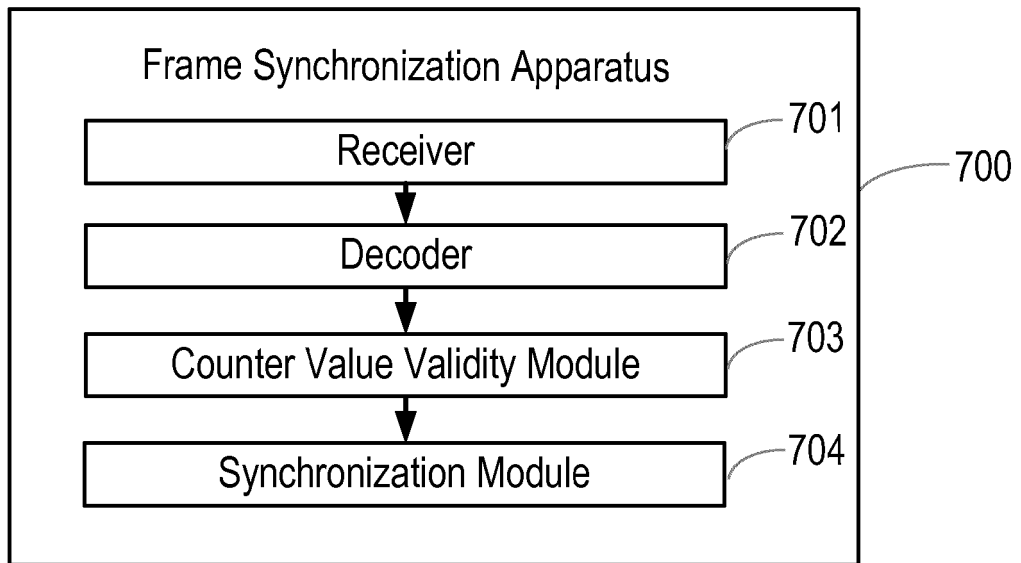 Frame Synchronization Apparatus
701
Receiver
700
702
Decoder
703
Counter Value Validity Module
704
Synchronization Module